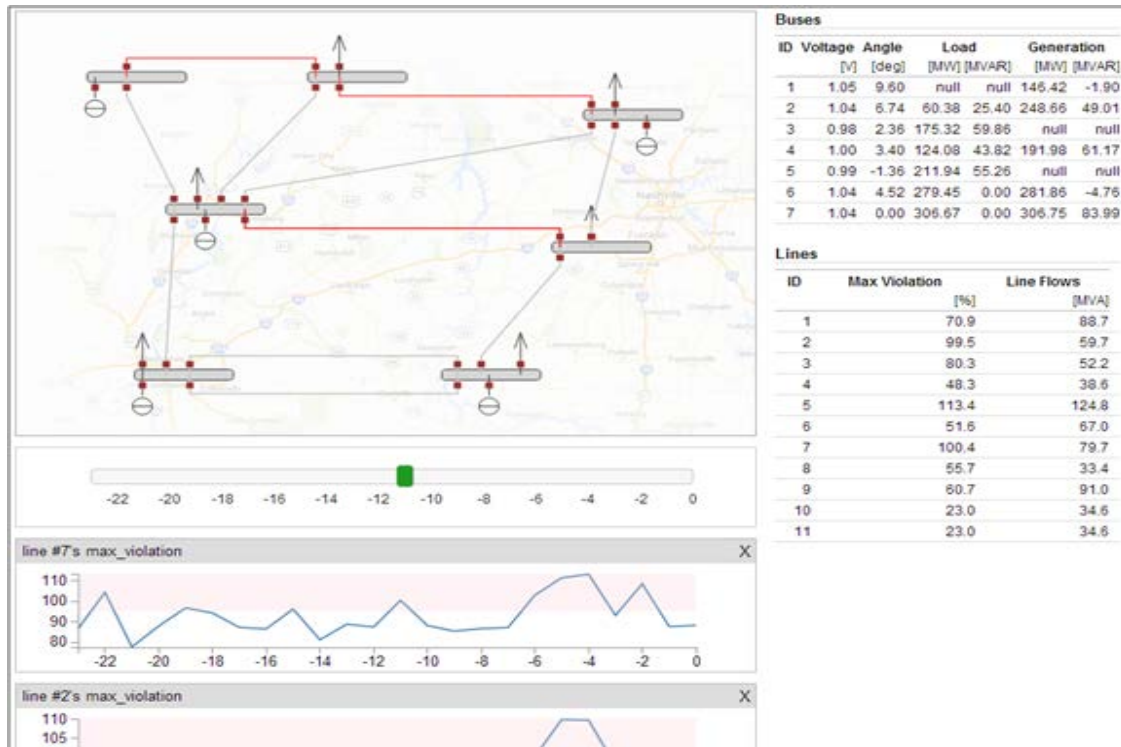 Buses
ID Voltage Angle Load Generation
[V] [deg] [MW] [MVAR] [MW] [MVAR]
1 1.05 9.60 null null 146.42 -1.90
2 1.04 6.74 60.38 25.40 248.66 49.01
3 0.98 2.36 175.32 59.86 null null
4 1.00 3.40 124.08 43.82 191.98 61.17
5 0.99 -1.36 211.94 55.26 null null
6 1.04 4.52 279.45 0.00 281.86 -4.76
7 1.04 0.00 306.67 0.00 306.75 83.99
Lines
ID Max Violation Line Flows
[%] [MVA]
1 70.9 88.7
2 99.5 59.7
3 80.3 52.2
4 48.3 38.6
5 113.4 124.8
6 51.6 67.0
7 100.4 79.7
8 55.7 33.4
9 60.7 91.0
10 23.0 34.6
11 23.0 34.6
-22 -20 -18 -16 -14 -12 -10 -8 -6 -4 -2 0
line #7's max_violation X
110
100
90
80
-22 -20 -18 -16 -14 -12 -10 -8 -6 -4 -2 0
line #2's max_violation X
110
105